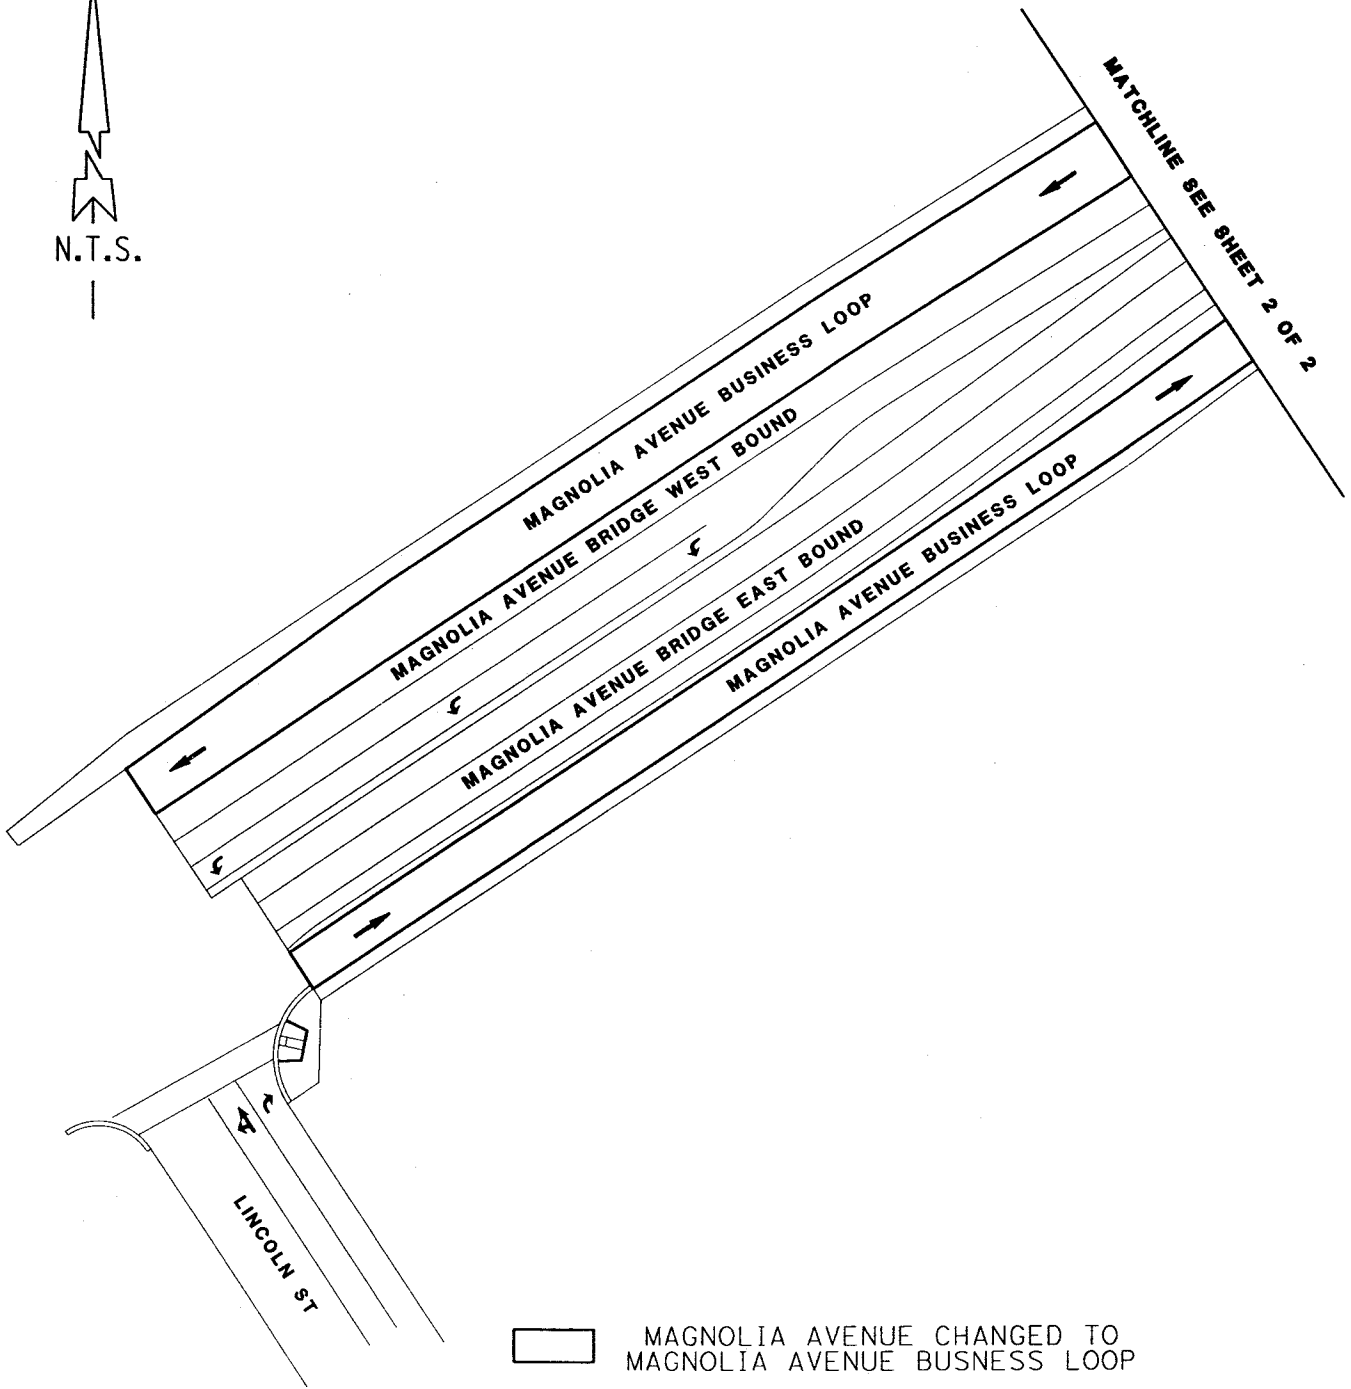 N.T.S.
MATCHLINE SEE SHEET 2 OF 2
MAGNOLIA AVENUE BUSINESS LOOP
MAGNOLIA AVENUE BRIDGE WEST BOUND
MAGNOLIA AVENUE BRIDGE EAST BOUND
MAGNOLIA AVENUE BUSINESS LOOP
LINCOLN ST
MAGNOLIA AVENUE CHANGED TO
MAGNOLIA AVENUE BUSNESS LOOP